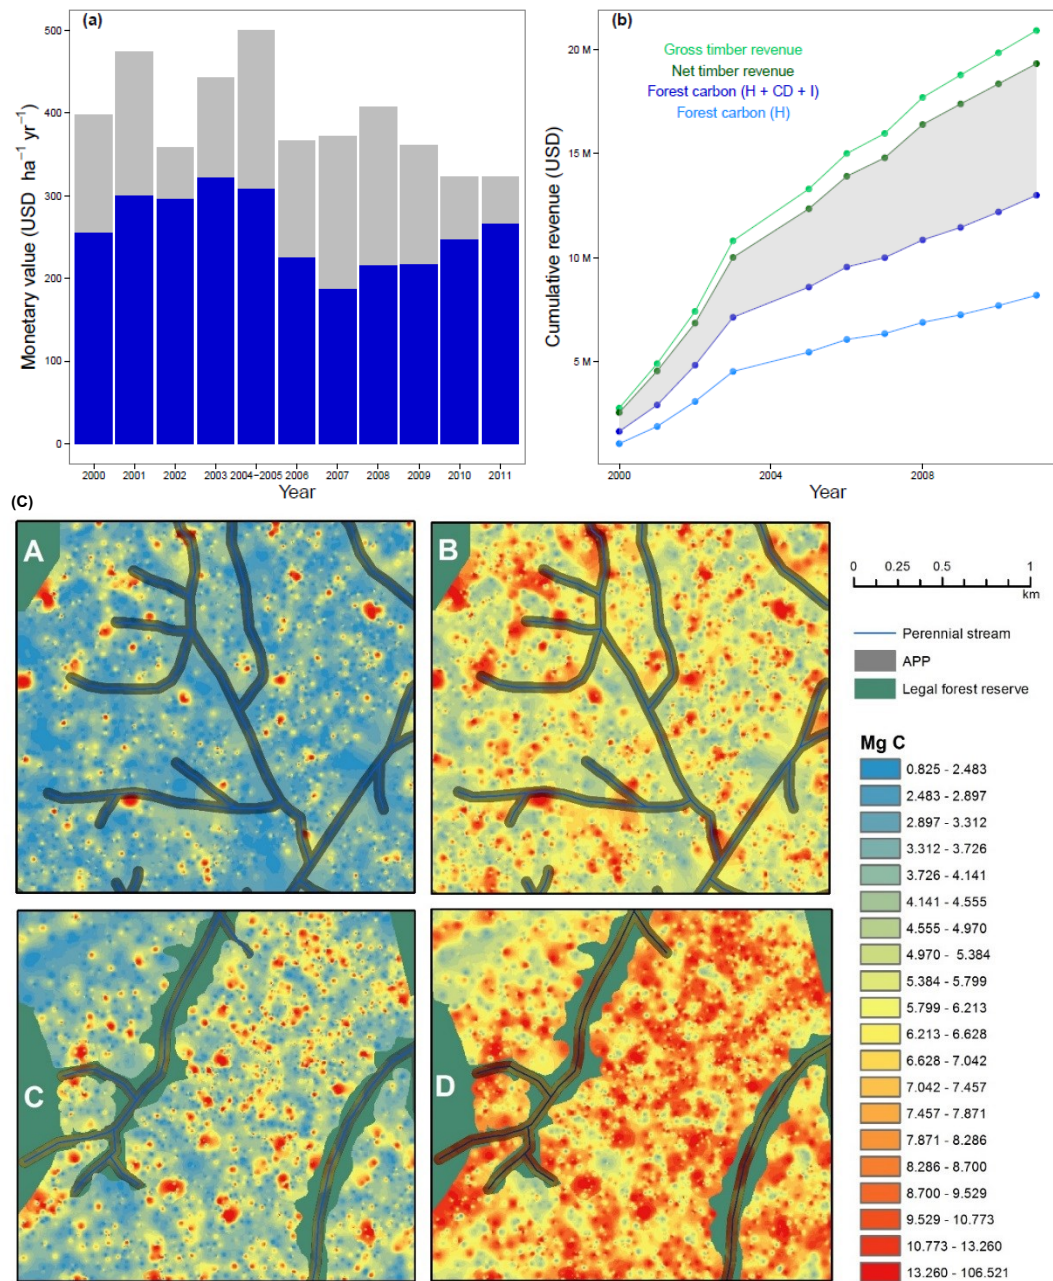 (a)
Monetary value (USD ha⁻¹ yr⁻¹)
500
400
300
200
100
0
2000 2001 2002 2003 2004−2005 2006 2007 2008 2009 2010 2011
Year
(b)
Gross timber revenue
Net timber revenue
Forest carbon (H + CD + I)
Forest carbon (H)
Cumulative revenue (USD)
20 M
15 M
10 M
5 M
2000 2004 2008
Year
(C)
A
B
C
D
0 0.25 0.5 1
km
Perennial stream
APP
Legal forest reserve
Mg C
0.825 - 2.483
2.483 - 2.897
2.897 - 3.312
3.312 - 3.726
3.726 - 4.141
4.141 - 4.555
4.555 - 4.970
4.970 - 5.384
5.384 - 5.799
5.799 - 6.213
6.213 - 6.628
6.628 - 7.042
7.042 - 7.457
7.457 - 7.871
7.871 - 8.286
8.286 - 8.700
8.700 - 9.529
9.529 - 10.773
10.773 - 13.260
13.260 - 106.521